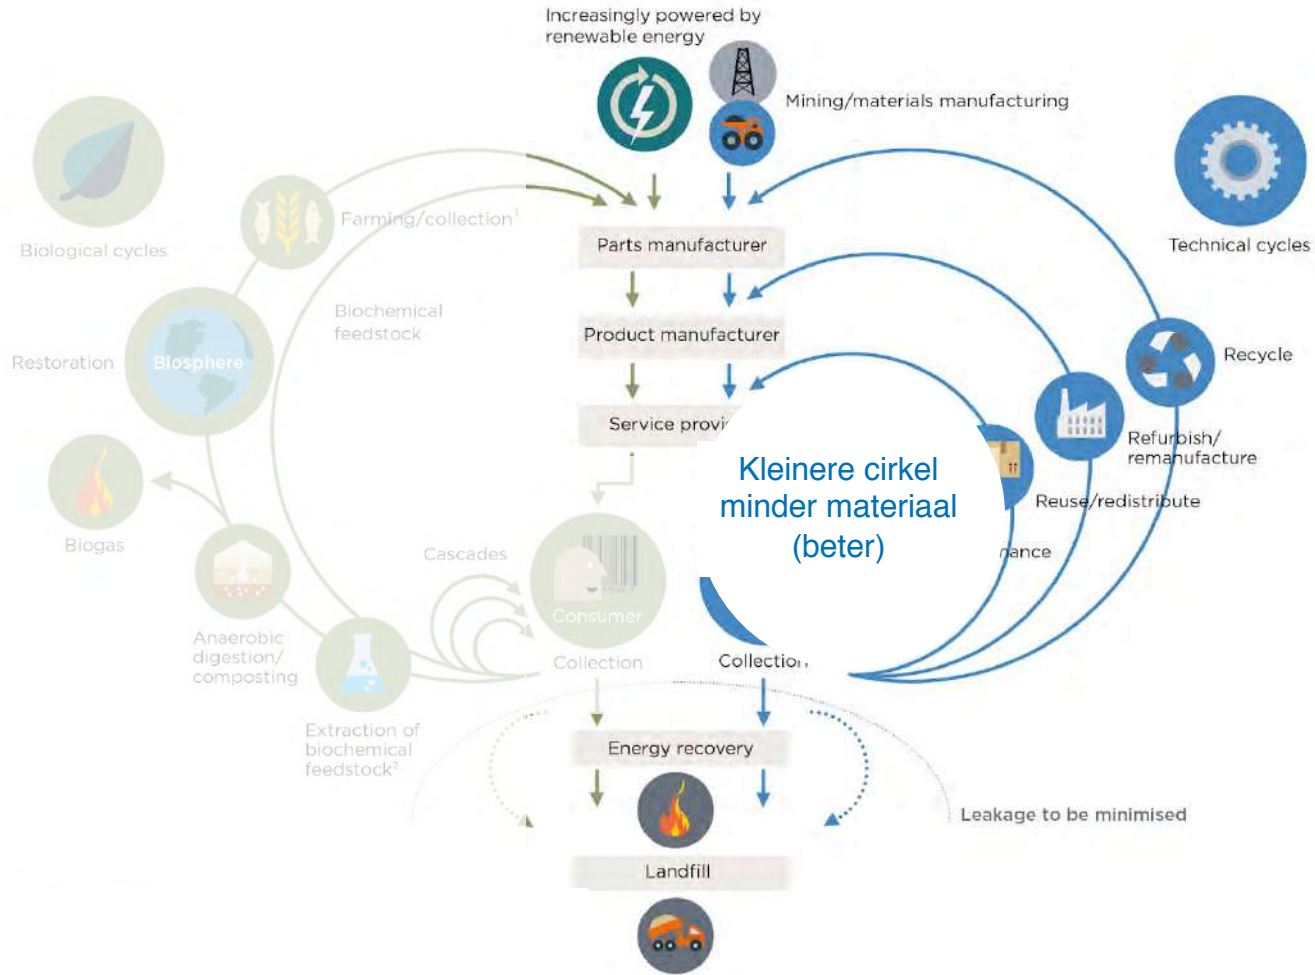 Increasingly powered by
renewable energy
Mining/materials manufacturing
Biological cycles
Farming/collection¹
Technical cycles
Parts manufacturer
Biochemical
feedstock
Product manufacturer
Restoration
Biosphere
Recycle
Service provi
Refurbish/
remanufacture
Kleinere cirkel
minder materiaal
(beter)
Reuse/redistribute
Biogas
Cascades
nance
Consumer
Anaerobic
digestion/
composting
Collection
Collection
Extraction of
biochemical
feedstock²
Energy recovery
Leakage to be minimised
Landfill